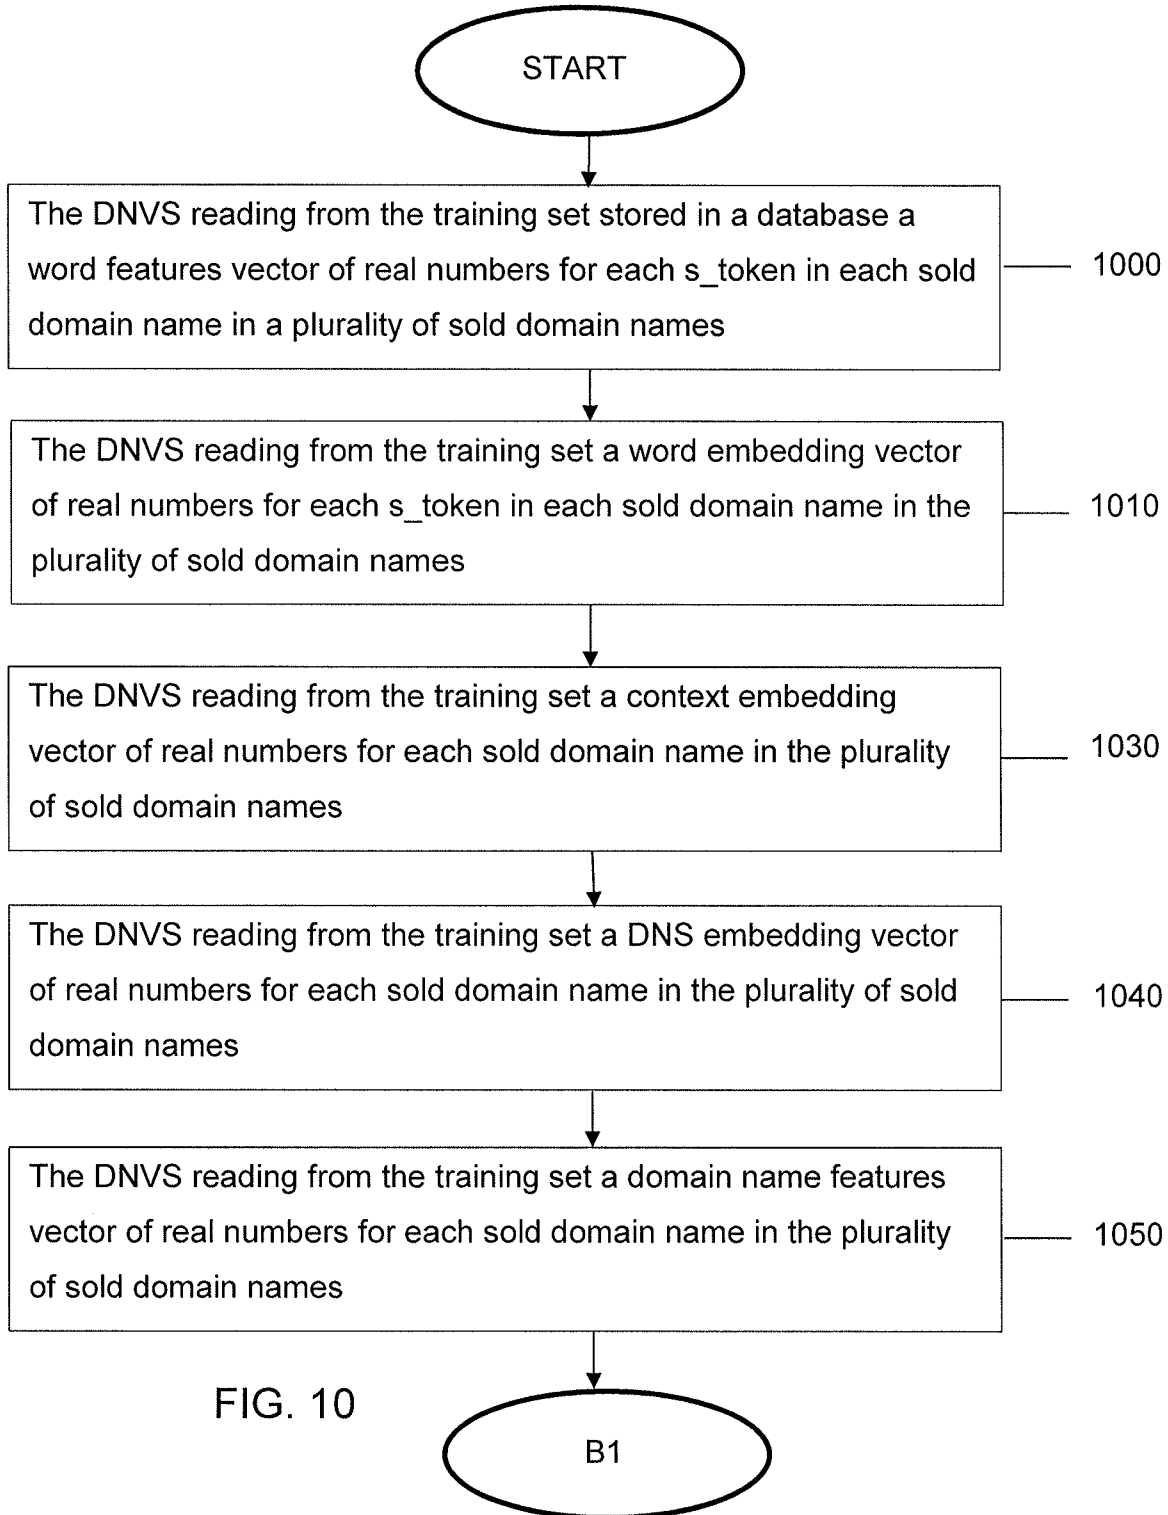 START
The DNVS reading from the training set stored in a database a
word features vector of real numbers for each s_token in each sold
domain name in a plurality of sold domain names
1000
The DNVS reading from the training set a word embedding vector
of real numbers for each s_token in each sold domain name in the
plurality of sold domain names
1010
The DNVS reading from the training set a context embedding
vector of real numbers for each sold domain name in the plurality
of sold domain names
1030
The DNVS reading from the training set a DNS embedding vector
of real numbers for each sold domain name in the plurality of sold
domain names
1040
The DNVS reading from the training set a domain name features
vector of real numbers for each sold domain name in the plurality
of sold domain names
1050
FIG. 10
B1